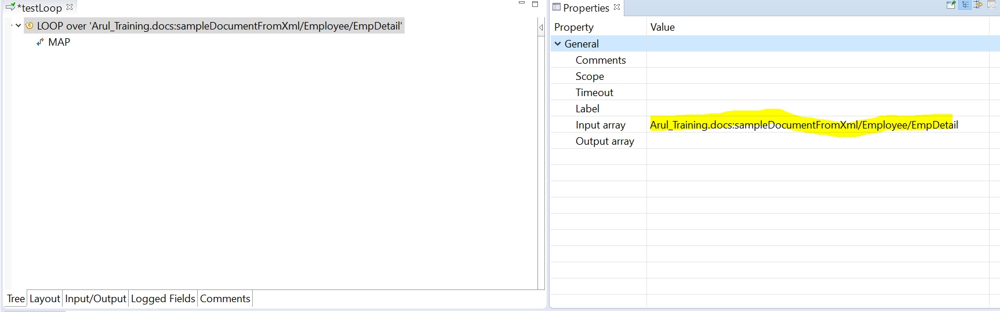 *testLoop
LOOP over 'Arul_Training.docs:sampleDocumentFromXml/Employee/EmpDetail'
MAP
Tree
Layout
Input/Output
Logged Fields
Comments
Properties
Property Value
General
Comments
Scope
Timeout
Label
Input array Arul_Training.docs:sampleDocumentFromXml/Employee/EmpDetail
Output array